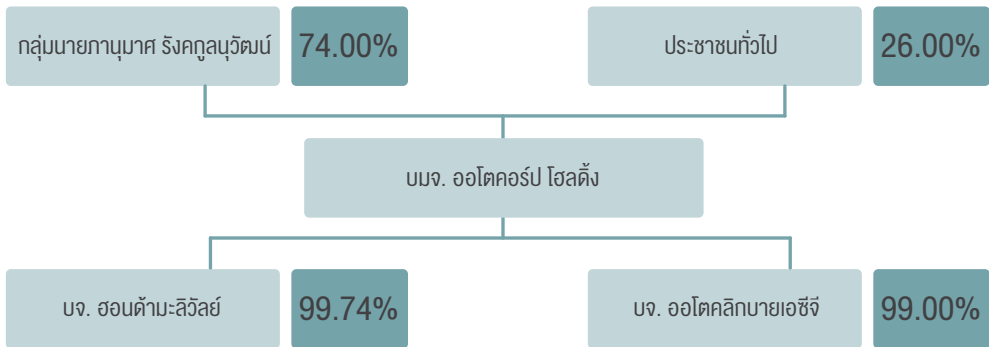 กลุ่มนายภานุมาศ รังคกูลนุวัฒน์ 74.00% ประชาชนทั่วไป 26.00%
บมจ. ออโตคอร์ป โฮลดิ้ง
บจ. ฮอนด้ามะลิวัลย์ 99.74% บจ. ออโตคลิกบายเอซีจี 99.00%